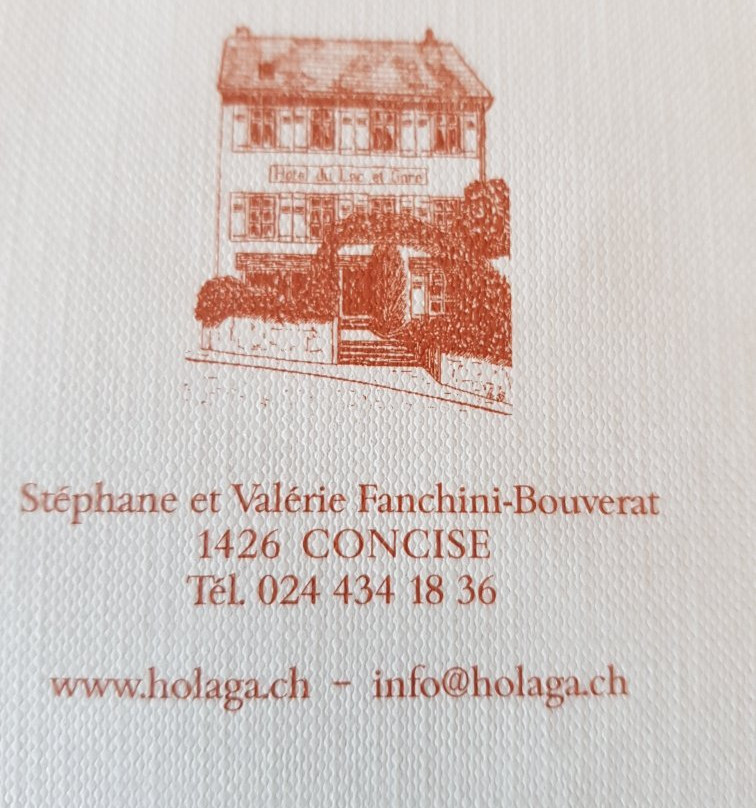 Hôtel du Lac et Gare
Stéphane et Valérie Fanchini-Bouverat
1426 CONCISE
Tél. 024 434 18 36
www.holaga.ch – info@holaga.ch